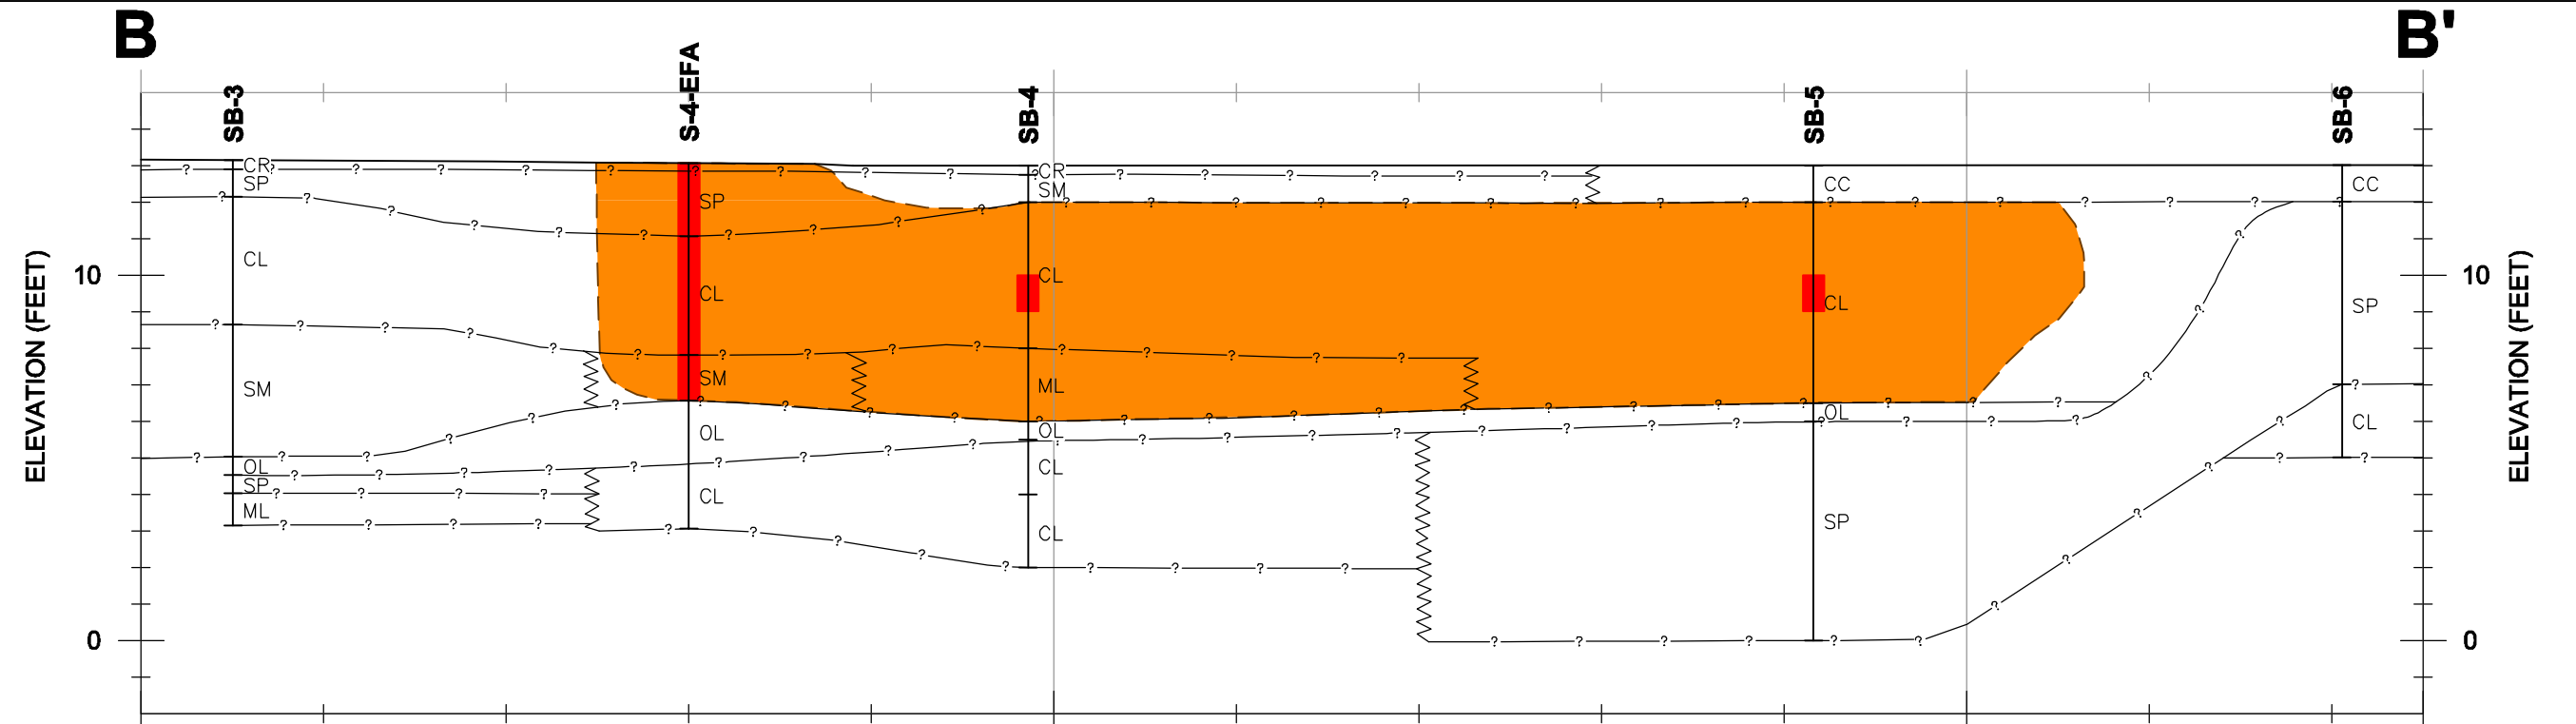 B
B'
SB-3
S-4-EFA
SB-4
SB-5
SB-6
ELEVATION (FEET)
10
0
CR
SP
CL
SM
OL
SP
ML
SP
CL
SM
OL
CL
CR
SM
CL
ML
OL
CL
CL
CC
CL
OL
SP
CC
SP
CL
10
0
ELEVATION (FEET)